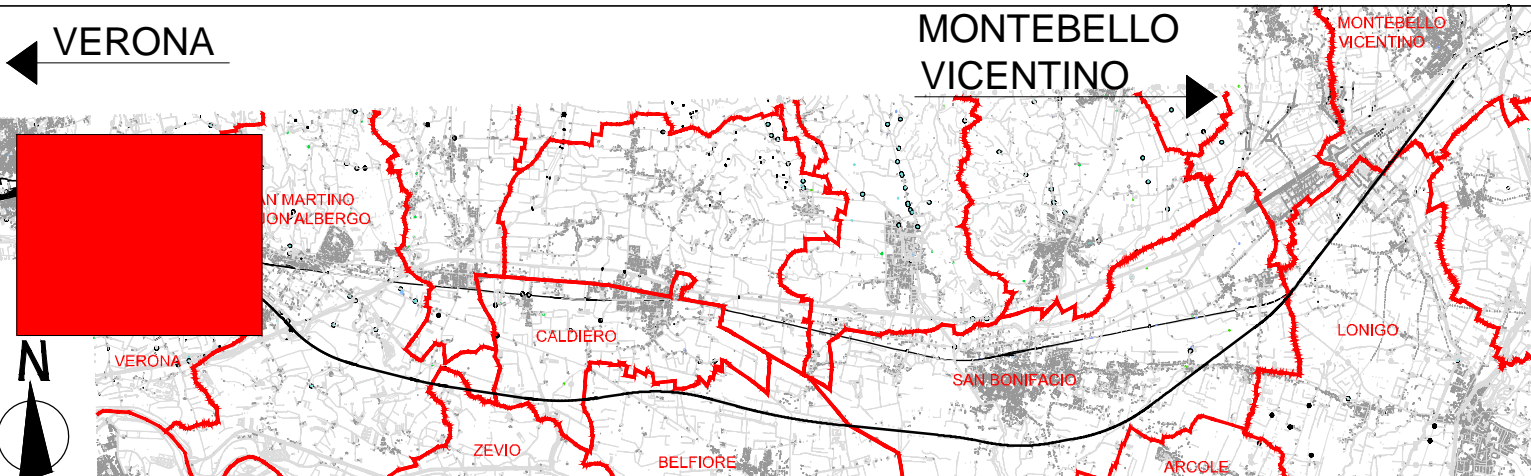 VERONA
MONTEBELLO
VICENTINO
MONTEBELLO
VICENTINO
AN MARTINO
ON ALBERGO
CALDIERO
LONIGO
VERONA
SAN BONIFACIO
N
ZEVIO
BELFIORE
ARCOLE